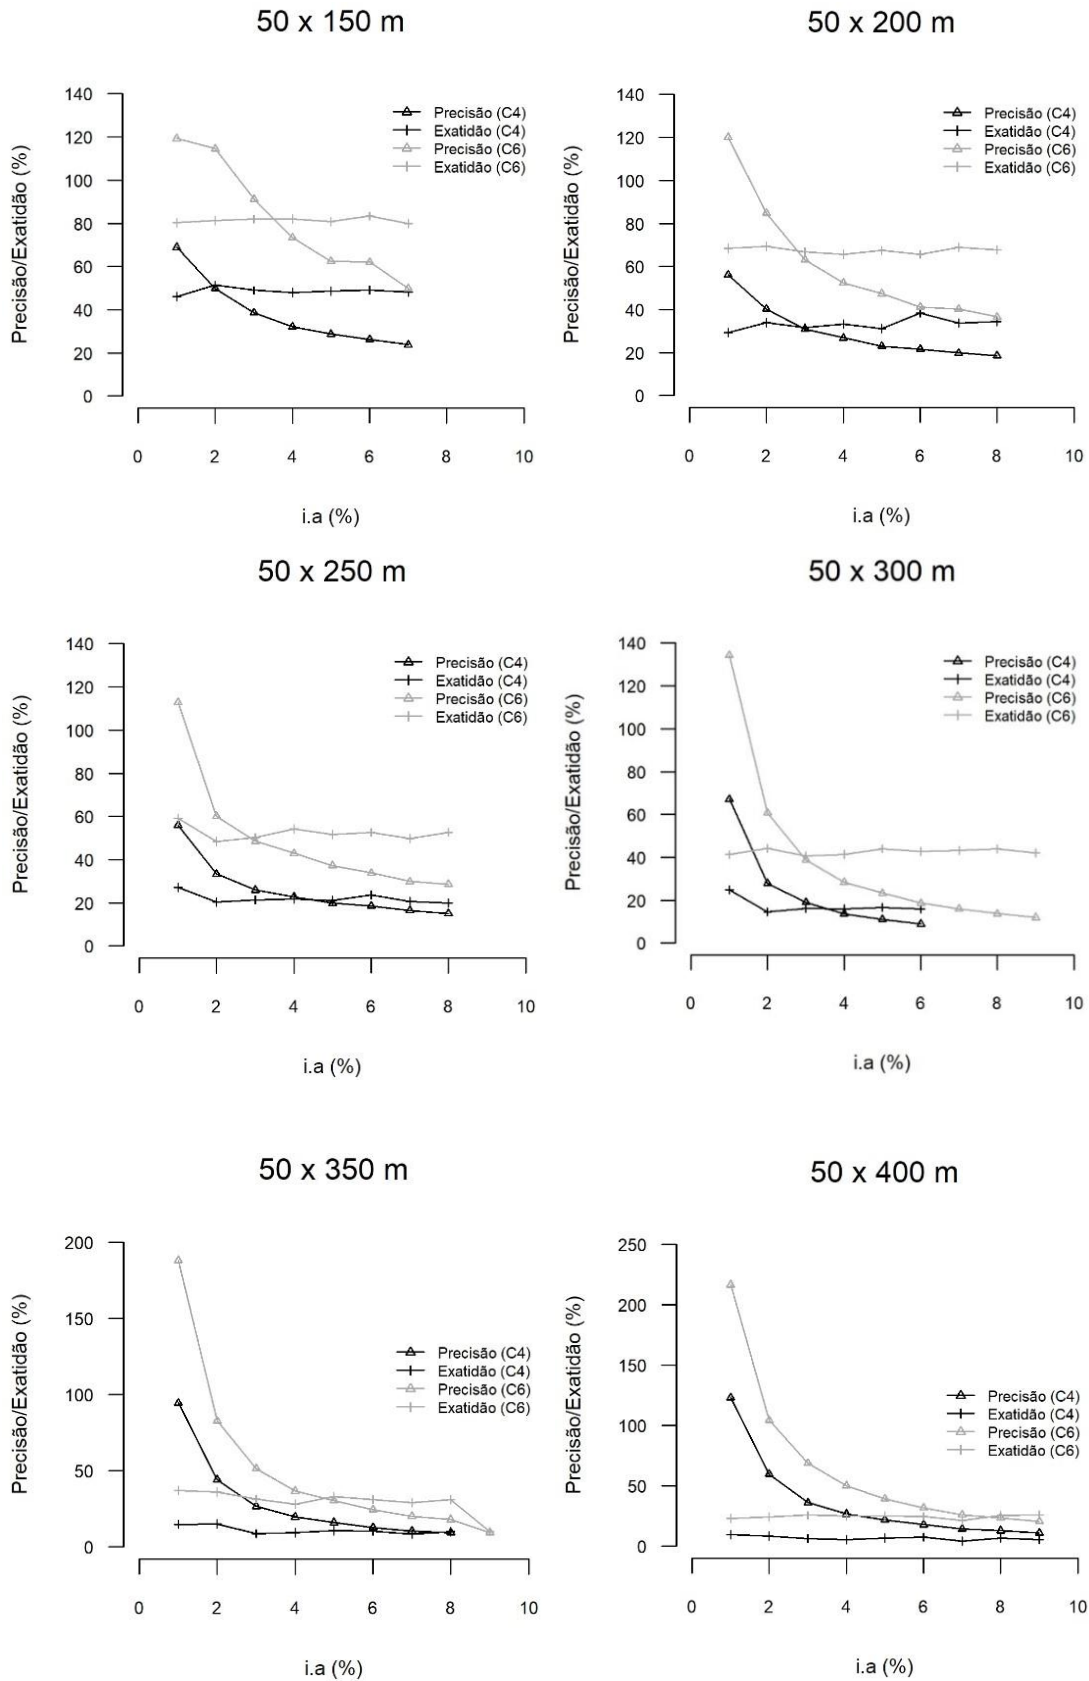 50 x 150 m
Precisão/Exatidão (%)
140
120
100
80
60
40
20
0
Precisão (C4)
Exatidão (C4)
Precisão (C6)
Exatidão (C6)
0 2 4 6 8 10
i.a (%)
50 x 200 m
Precisão/Exatidão (%)
140
120
100
80
60
40
20
0
Precisão (C4)
Exatidão (C4)
Precisão (C6)
Exatidão (C6)
0 2 4 6 8 10
i.a (%)
50 x 250 m
Precisão/Exatidão (%)
140
120
100
80
60
40
20
0
Precisão (C4)
Exatidão (C4)
Precisão (C6)
Exatidão (C6)
0 2 4 6 8 10
i.a (%)
50 x 300 m
Precisão/Exatidão (%)
140
120
100
80
60
40
20
0
Precisão (C4)
Exatidão (C4)
Precisão (C6)
Exatidão (C6)
0 2 4 6 8 10
i.a (%)
50 x 350 m
Precisão/Exatidão (%)
200
150
100
50
0
Precisão (C4)
Exatidão (C4)
Precisão (C6)
Exatidão (C6)
0 2 4 6 8 10
i.a (%)
50 x 400 m
Precisão/Exatidão (%)
250
200
150
100
50
0
Precisão (C4)
Exatidão (C4)
Precisão (C6)
Exatidão (C6)
0 2 4 6 8 10
i.a (%)